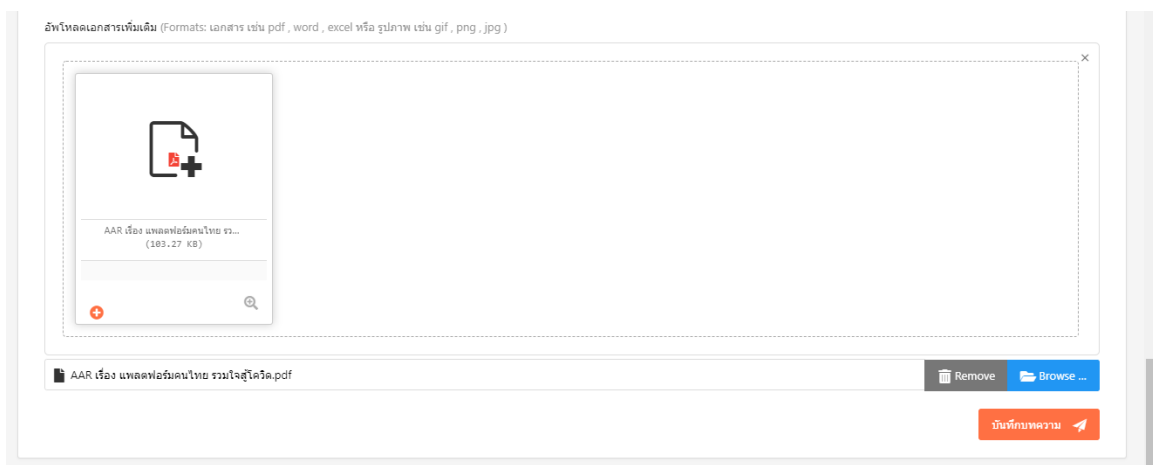 อัพโหลดเอกสารเพิ่มเติม (Formats: เอกสาร เช่น pdf , word , excel หรือ รูปภาพ เช่น gif , png , jpg )
×
AAR เรื่อง แพลตฟอร์มคนไทย รว...
(103.27 KB)
AAR เรื่อง แพลตฟอร์มคนไทย รวมใจสู้โควิด.pdf
Remove
Browse ...
บันทึกบทความ